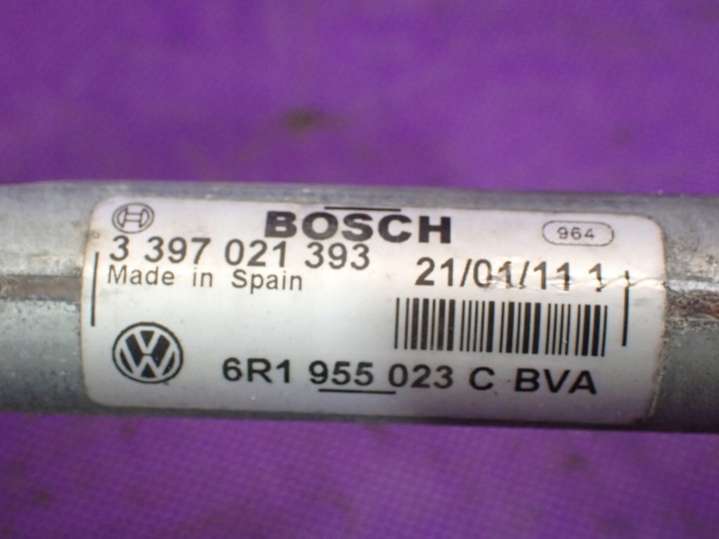 BOSCH
964
3 397 021 393
Made in Spain
21/01/11 1
6R1 955 023 C BVA